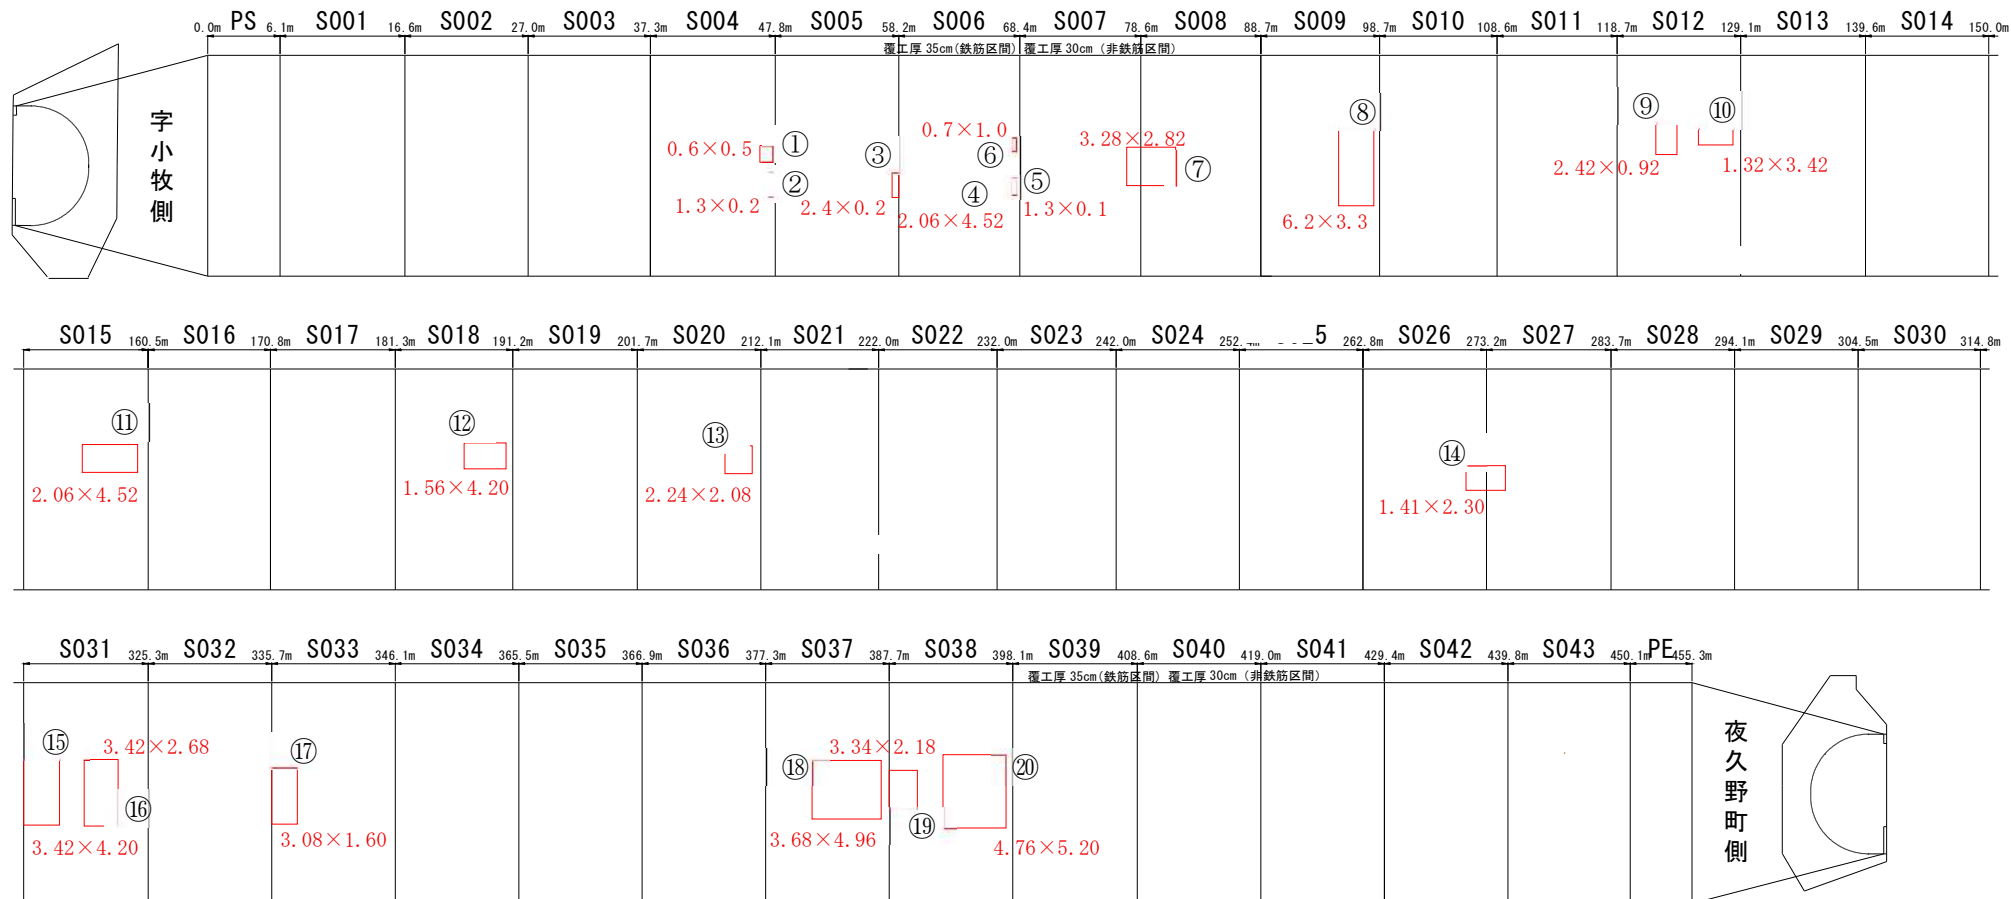 PS S001 S002 S003 S004 S005 S006 S007 S008 S009 S010 S011 S012 S013 S014
0.0m 6.1m 16.6m 27.0m 37.3m 47.8m 58.2m 68.4m 78.6m 88.7m 98.7m 108.6m 118.7m 129.1m 139.6m 150.0m
覆工厚 35cm(鉄筋区間) 覆工厚 30cm (非鉄筋区間)
字小牧側
① 0.6×0.5
② 1.3×0.2
③ 2.4×0.2
④ 2.06×4.52
⑤ 1.3×0.1
⑥ 0.7×1.0
⑦ 3.28×2.82
⑧ 6.2×3.3
⑨ 2.42×0.92
⑩ 1.32×3.42
S015 S016 S017 S018 S019 S020 S021 S022 S023 S024 5 S026 S027 S028 S029 S030
160.5m 170.8m 181.3m 191.2m 201.7m 212.1m 222.0m 232.0m 242.0m 252. 262.8m 273.2m 283.7m 294.1m 304.5m 314.8m
⑪ 2.06×4.52
⑫ 1.56×4.20
⑬ 2.24×2.08
⑭ 1.41×2.30
S031 S032 S033 S034 S035 S036 S037 S038 S039 S040 S041 S042 S043 PE
325.3m 335.7m 346.1m 365.5m 366.9m 377.3m 387.7m 398.1m 408.6m 419.0m 429.4m 439.8m 450.1m 455.3m
覆工厚 35cm(鉄筋区間) 覆工厚 30cm (非鉄筋区間)
⑮ 3.42×4.20
⑯ 3.42×2.68
⑰ 3.08×1.60
⑱ 3.68×4.96
⑲ 3.34×2.18
⑳ 4.76×5.20
夜久野町側